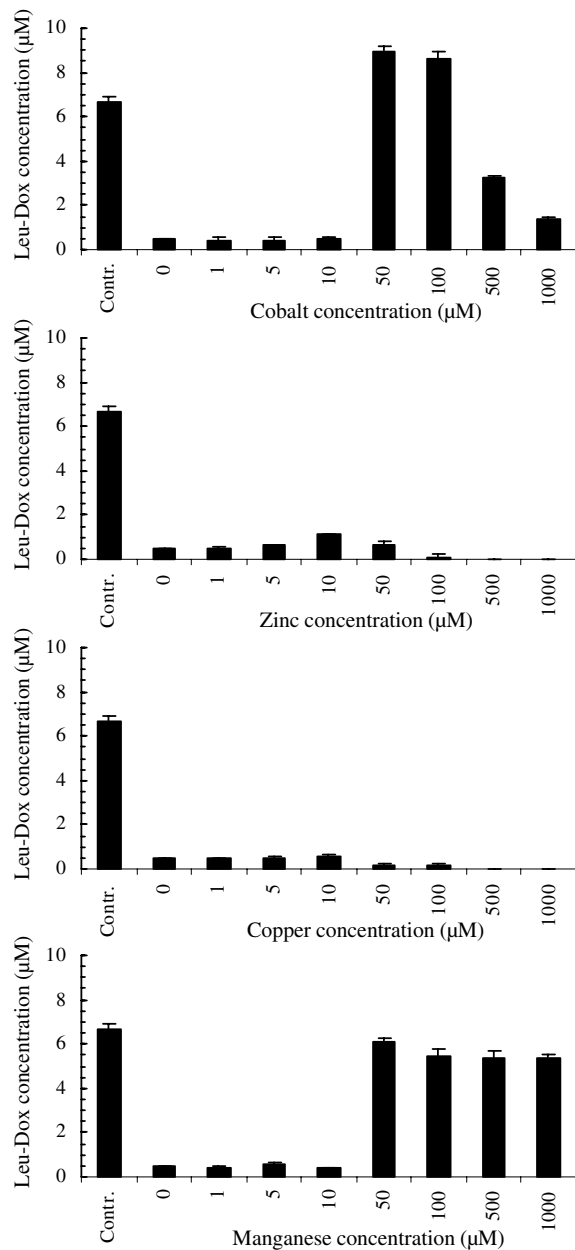 Leu-Dox concentration (µM)
10
8
6
4
2
0
Contr. 0 1 5 10 50 100 500 1000
Cobalt concentration (µM)
Leu-Dox concentration (µM)
10
8
6
4
2
0
Contr. 0 1 5 10 50 100 500 1000
Zinc concentration (µM)
Leu-Dox concentration (µM)
10
8
6
4
2
0
Contr. 0 1 5 10 50 100 500 1000
Copper concentration (µM)
Leu-Dox concentration (µM)
10
8
6
4
2
0
Contr. 0 1 5 10 50 100 500 1000
Manganese concentration (µM)